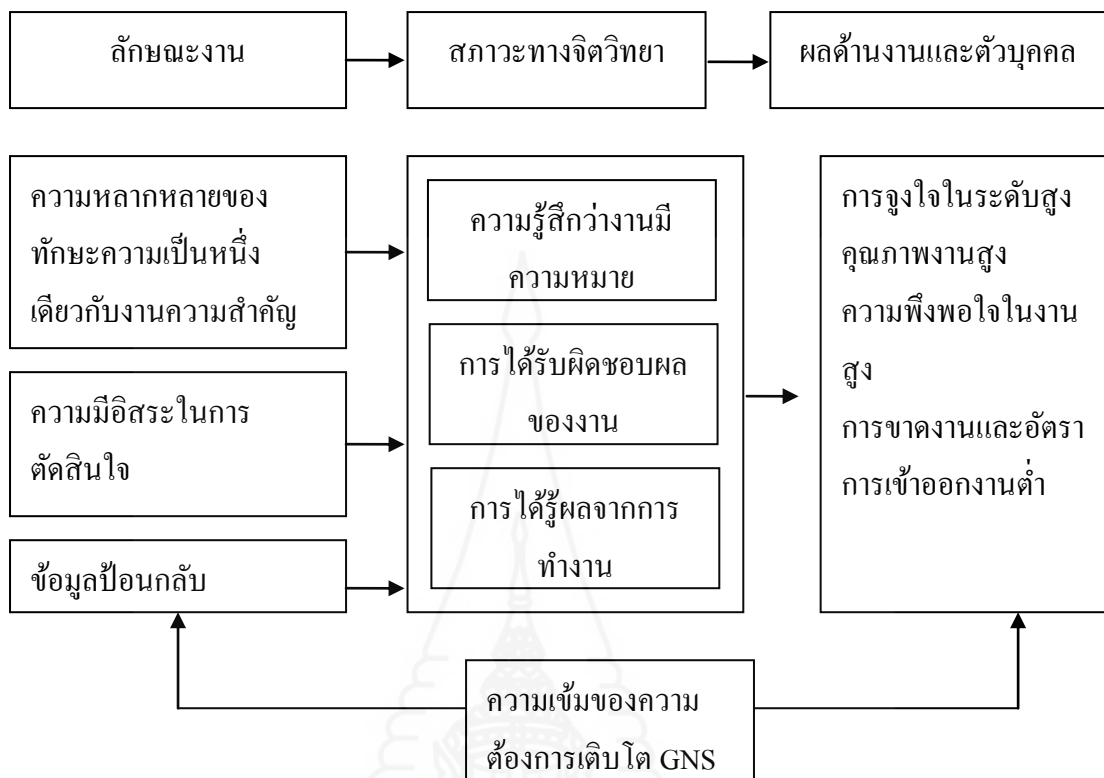 ลักษณะงาน
สภาวะทางจิตวิทยา
ผลด้านงานและตัวบุคคล
ความหลากหลายของ
ทักษะความเป็นหนึ่ง
เดียวกับงานความสำคัญ
ความมีอิสระในการ
ตัดสินใจ
ข้อมูลป้อนกลับ
ความรู้สึกว่างานมี
ความหมาย
การได้รับผิดชอบผล
ของงาน
การได้รู้ผลจากการ
ทำงาน
การจูงใจในระดับสูง
คุณภาพงานสูง
ความพึงพอใจในงาน
สูง
การขาดงานและอัตรา
การเข้าออกงานต่ำ
ความเข้มของความ
ต้องการเติบโต GNS